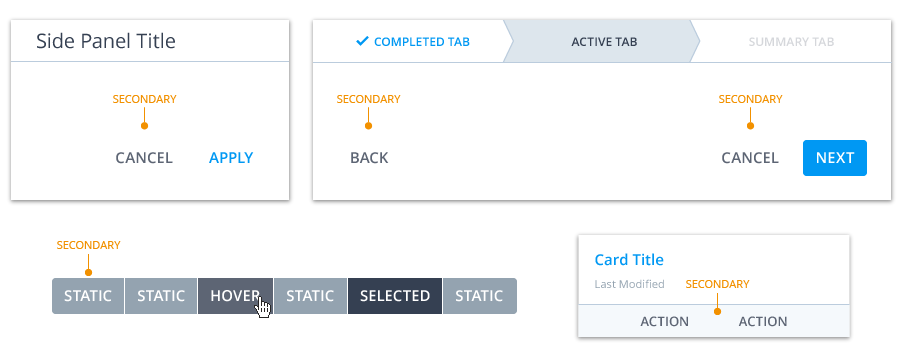 Side Panel Title
SECONDARY
CANCEL APPLY
COMPLETED TAB ACTIVE TAB SUMMARY TAB
SECONDARY SECONDARY
BACK CANCEL NEXT
SECONDARY
STATIC STATIC HOVER STATIC SELECTED STATIC
Card Title
Last Modified SECONDARY
ACTION ACTION